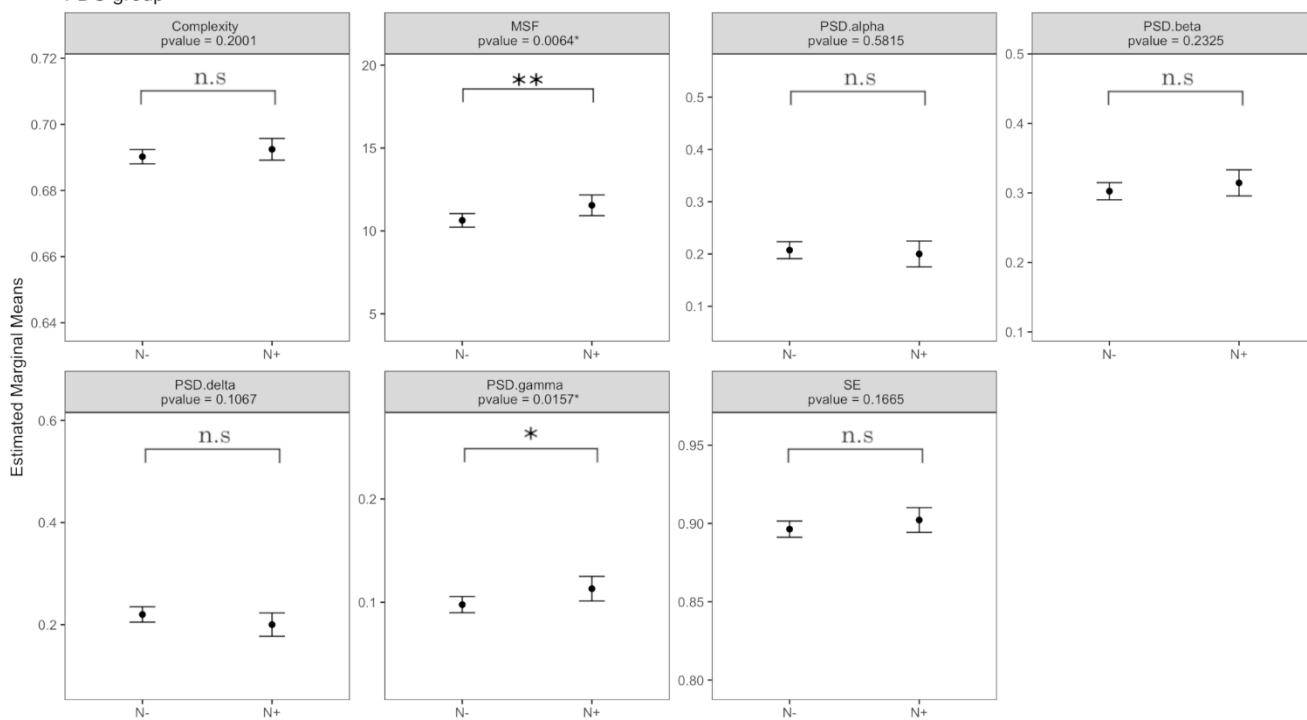 Complexity
pvalue = 0.2001
MSF
pvalue = 0.0064*
PSD.alpha
pvalue = 0.5815
PSD.beta
pvalue = 0.2325
0.72
0.70
0.68
0.66
0.64
n.s
N-
N+
20
15
10
5
**
N-
N+
0.5
0.4
0.3
0.2
0.1
n.s
N-
N+
0.5
0.4
0.3
0.2
0.1
n.s
N-
N+
Estimated Marginal Means
PSD.delta
pvalue = 0.1067
PSD.gamma
pvalue = 0.0157*
SE
pvalue = 0.1665
0.6
0.4
0.2
n.s
N-
N+
0.2
0.1
*
N-
N+
0.95
0.90
0.85
0.80
n.s
N-
N+